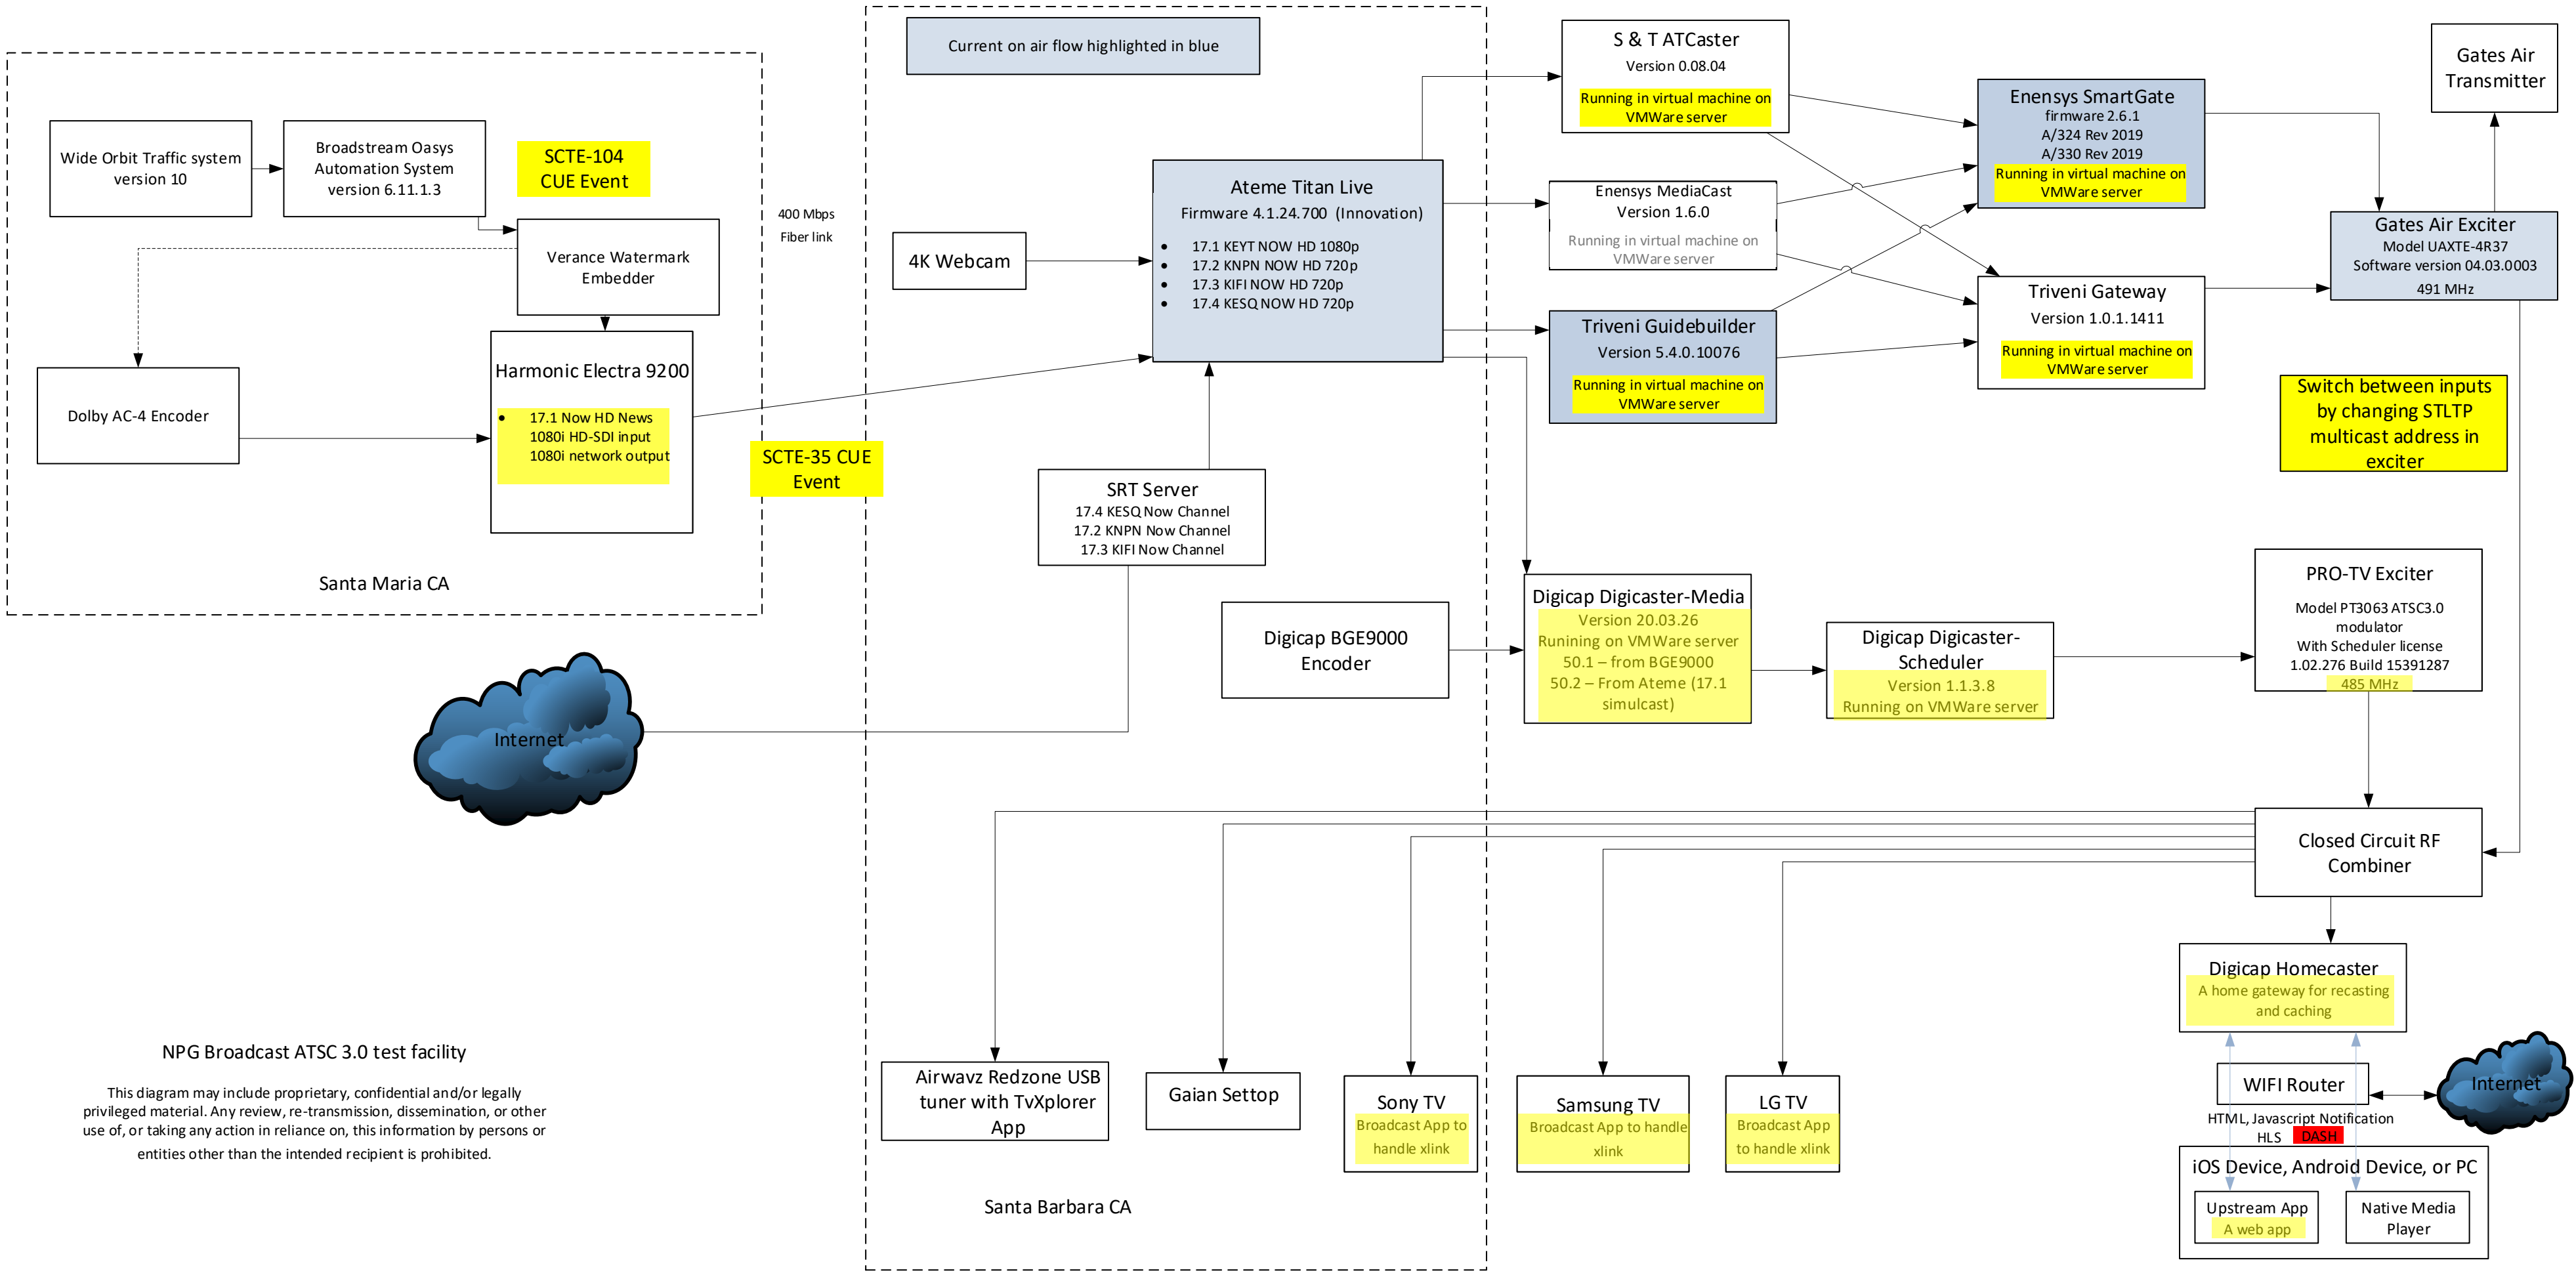 Current on air flow highlighted in blue
Wide Orbit Traffic system
version 10
Broadstream Oasys
Automation System
version 6.11.1.3
SCTE-104
CUE Event
Verance Watermark
Embedder
Dolby AC-4 Encoder
Harmonic Electra 9200
• 17.1 Now HD News
1080i HD-SDI input
1080i network output
Santa Maria CA
400 Mbps
Fiber link
SCTE-35 CUE
Event
4K Webcam
Ateme Titan Live
Firmware 4.1.24.700 (Innovation)
• 17.1 KEYT NOW HD 1080p
• 17.2 KNPN NOW HD 720p
• 17.3 KIFI NOW HD 720p
• 17.4 KESQ NOW HD 720p
SRT Server
17.4 KESQ Now Channel
17.2 KNPN Now Channel
17.3 KIFI Now Channel
Internet
S & T ATCaster
Version 0.08.04
Running in virtual machine on
VMWare server
Enensys MediaCast
Version 1.6.0
Running in virtual machine on
VMWare server
Triveni Guidebuilder
Version 5.4.0.10076
Running in virtual machine on
VMWare server
Enensys SmartGate
firmware 2.6.1
A/324 Rev 2019
A/330 Rev 2019
Running in virtual machine on
VMWare server
Triveni Gateway
Version 1.0.1.1411
Running in virtual machine on
VMWare server
Gates Air
Transmitter
Gates Air Exciter
Model UAXTE-4R37
Software version 04.03.0003
491 MHz
Switch between inputs
by changing STLTP
multicast address in
exciter
Digicap BGE9000
Encoder
Digicap Digicaster-Media
Version 20.03.26
Runining on VMWare server
50.1 – from BGE9000
50.2 – From Ateme (17.1
simulcast)
Digicap Digicaster-
Scheduler
Version 1.1.3.8
Running on VMWare server
PRO-TV Exciter
Model PT3063 ATSC3.0
modulator
With Scheduler license
1.02.276 Build 15391287
485 MHz
Closed Circuit RF
Combiner
Digicap Homecaster
A home gateway for recasting
and caching
WIFI Router
Internet
HTML, Javascript Notification
HLS DASH
iOS Device, Android Device, or PC
Upstream App
A web app
Native Media
Player
Airwavz Redzone USB
tuner with TvXplorer
App
Gaian Settop
Sony TV
Broadcast App to
handle xlink
Samsung TV
Broadcast App to handle
xlink
LG TV
Broadcast App
to handle xlink
Santa Barbara CA
NPG Broadcast ATSC 3.0 test facility
This diagram may include proprietary, confidential and/or legally
privileged material. Any review, re-transmission, dissemination, or other
use of, or taking any action in reliance on, this information by persons or
entities other than the intended recipient is prohibited.